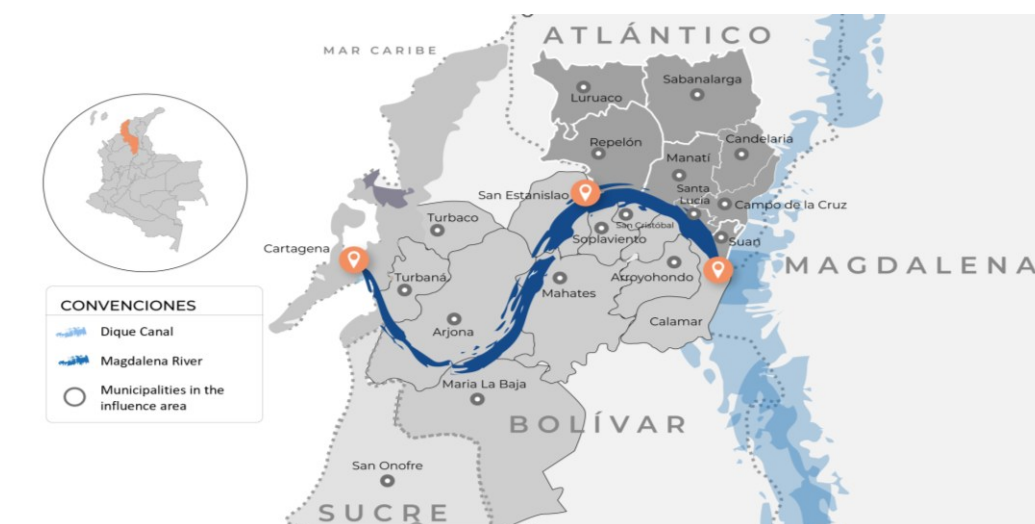 ATLÁNTICO
MAR CARIBE
Sabanalarga
Luruaco
Repelón
Candelaria
Manatí
San Estanislao
Santa
Lucía
Campo de la Cruz
Turbaco
San Cristóbal
Soplaviento
Suan
Cartagena
MAGDALENA
Turbaná
Mahates
Arroyohondo
CONVENCIONES
Dique Canal
Arjona
Calamar
Magdalena River
Municipalities in the
influence area
Maria La Baja
BOLÍVAR
San Onofre
SUCRE